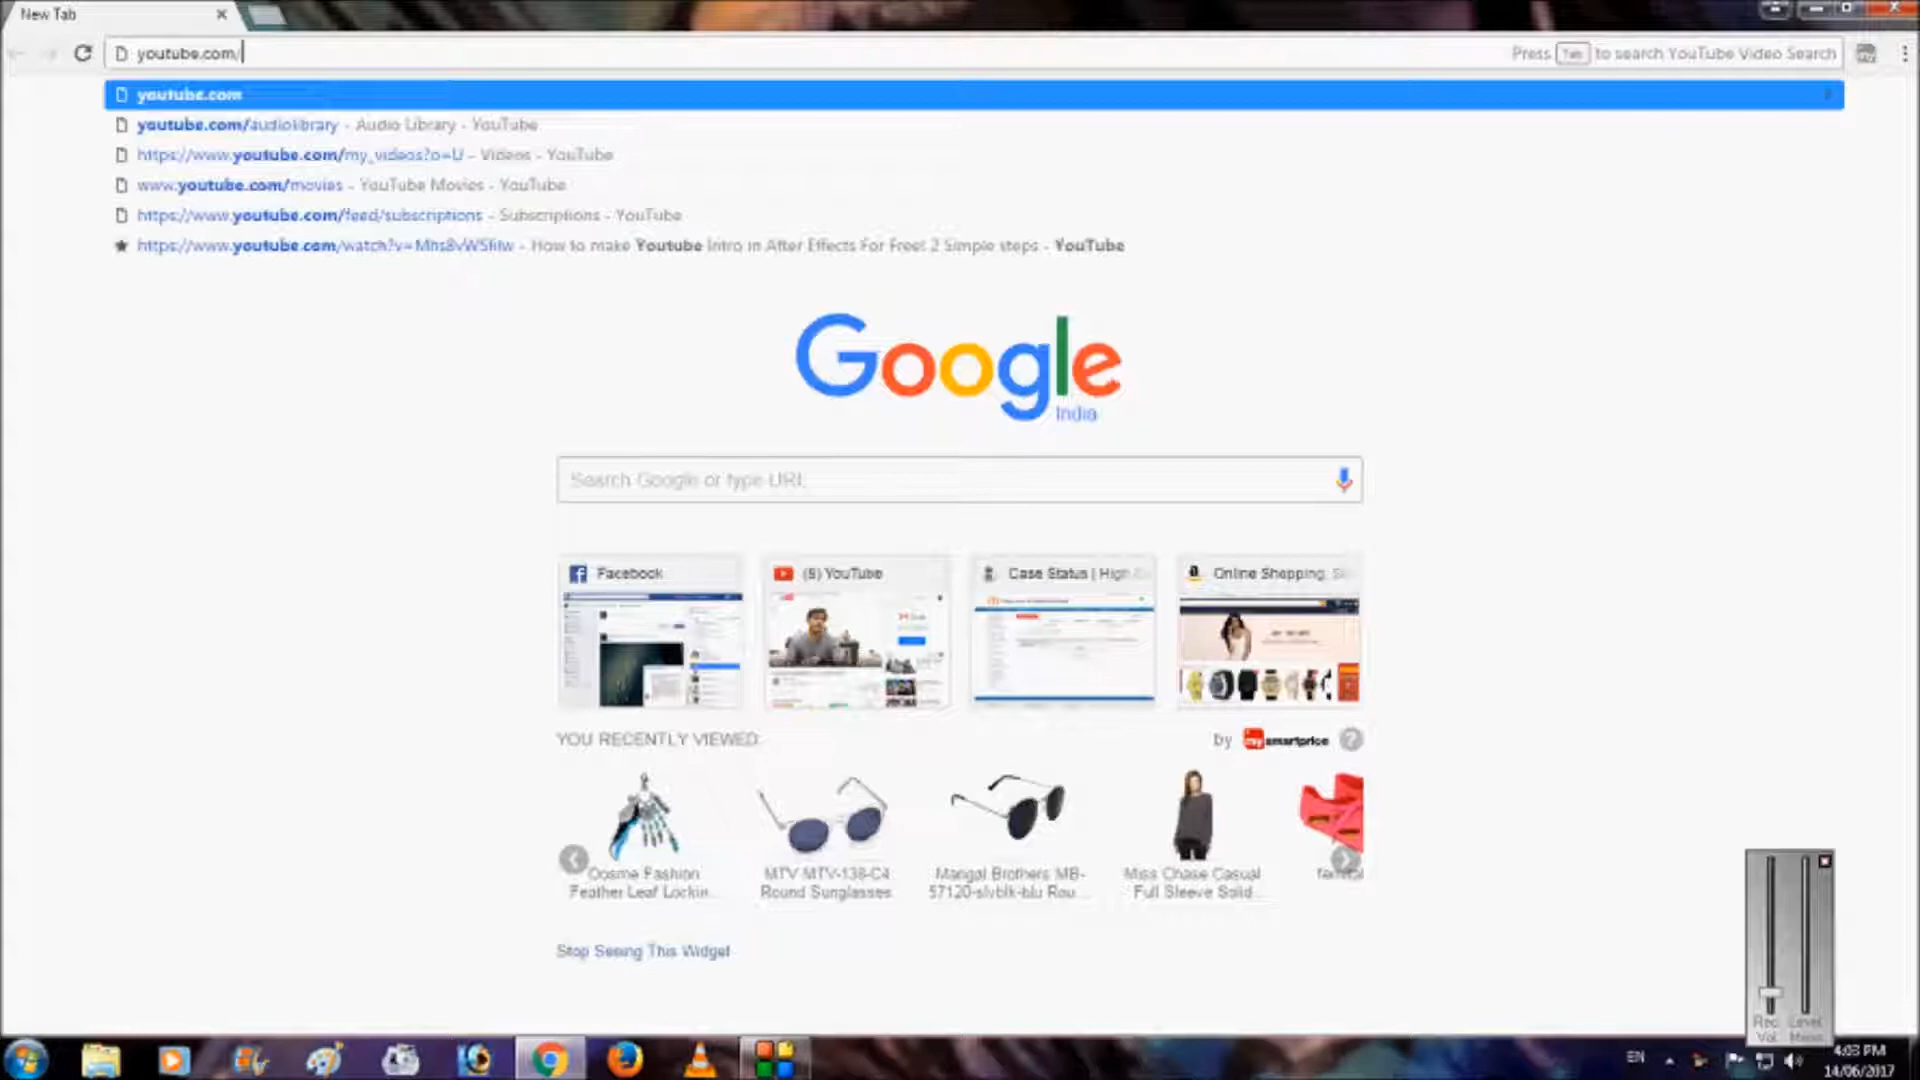 New Tab
youtube.com/
Press Tab to search YouTube Video Search
youtube.com
youtube.com/audiolibrary - Audio Library - YouTube
https://www.youtube.com/my_videos?o=U - Videos - YouTube
www.youtube.com/movies - YouTube Movies - YouTube
https://www.youtube.com/feed/subscriptions - Subscriptions - YouTube
https://www.youtube.com/watch?v= - How to make Youtube Intro in After Effects For Free! 2 Simple steps - YouTube
Google
India
Search Google or type URL
Facebook
YouTube
Case Status | High
Online Shopping:
YOU RECENTLY VIEWED:
by mysmartprice ?
Oosme Fashion
Feather Leaf Lockin...
MTV MTV-138-C4
Round Sunglasses
Mangal Brothers MB-
57120-slvblk-blu Rou...
Miss Chase Casual
Full Sleeve Solid...
Stop Seeing This Widget
Rec Level
Vol
EN
4:03 PM
14/06/2017